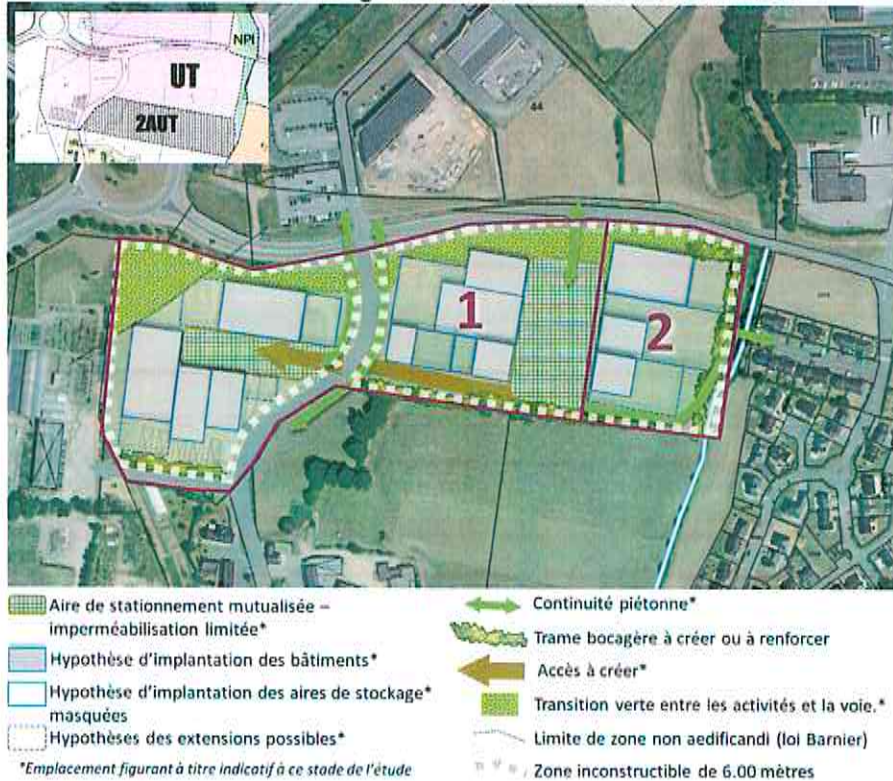 NPI
UT
2AUT
44
1
2
Aire de stationnement mutualisée –
imperméabilisation limitée*
Hypothèse d'implantation des bâtiments*
Hypothèse d'implantation des aires de stockage*
masquées
Hypothèses des extensions possibles*
*Emplacement figurant à titre indicatif à ce stade de l'étude
Continuité piétonne*
Trame bocagère à créer ou à renforcer
Accès à créer*
Transition verte entre les activités et la voie.*
Limite de zone non aedificandi (loi Barnier)
Zone inconstructible de 6.00 mètres